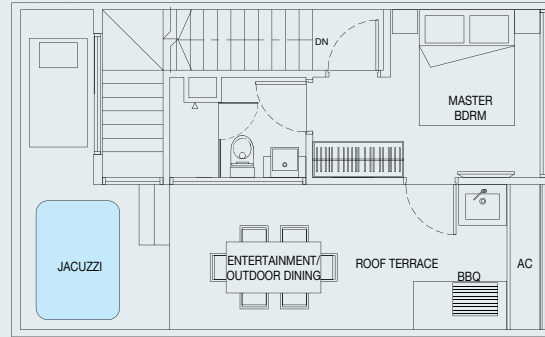 DN
MASTER
BDRM
JACUZZI
ENTERTAINMENT/
OUTDOOR DINING
ROOF TERRACE
BBQ
AC